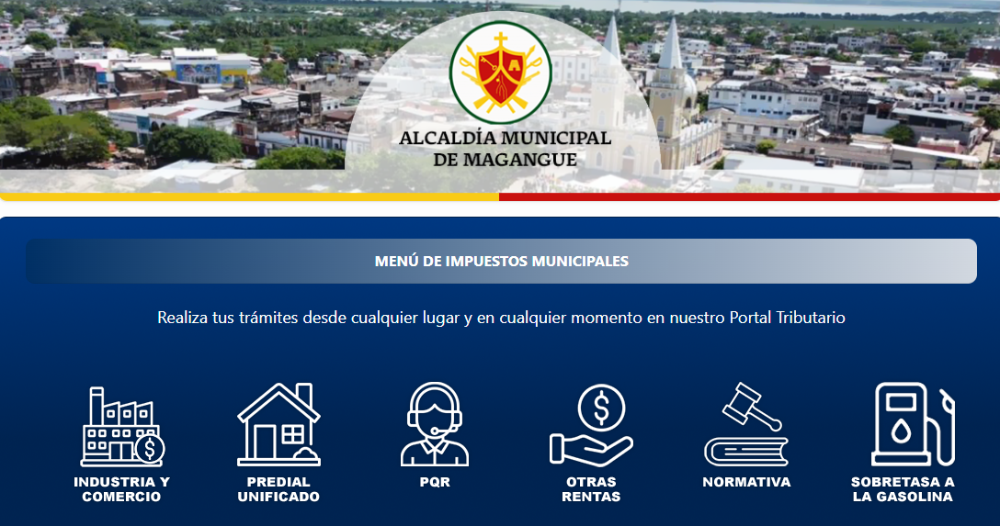 ALCALDÍA MUNICIPAL
DE MAGANGUE
MENÚ DE IMPUESTOS MUNICIPALES
Realiza tus trámites desde cualquier lugar y en cualquier momento en nuestro Portal Tributario
INDUSTRIA Y
COMERCIO
PREDIAL
UNIFICADO
PQR
OTRAS
RENTAS
NORMATIVA
SOBRETASA A
LA GASOLINA